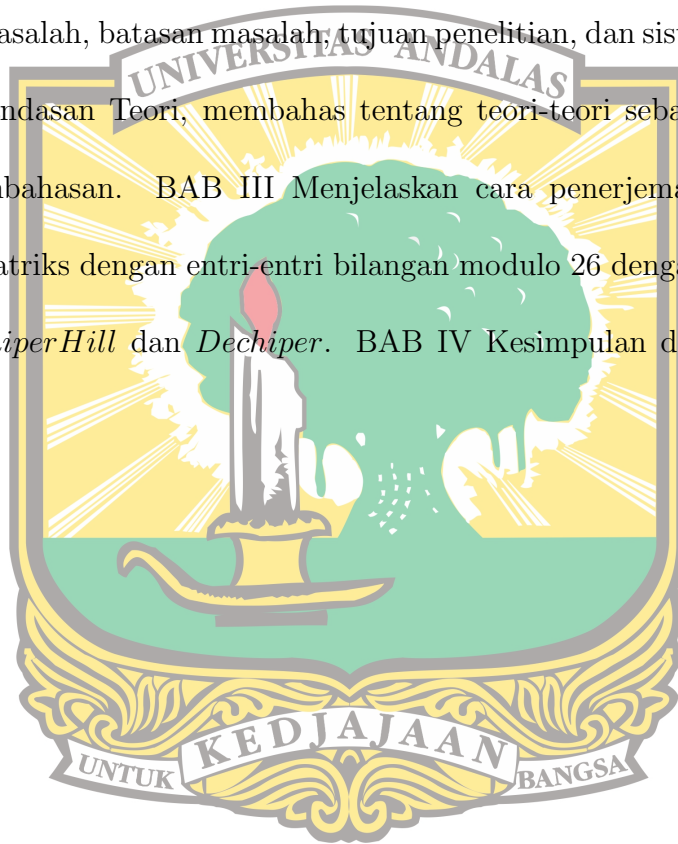 asalah, batasan masalah, tujuan penelitian, dan sis
UNIVERSITAS ANDALAS
ndasan Teori, membahas tentang teori-teori seba
mbahasan. BAB III Menjelaskan cara penerjema
atriks dengan entri-entri bilangan modulo 26 denga
iperHill dan Dechiper. BAB IV Kesimpulan d
UNTUK KEDJAJAAN BANGSA